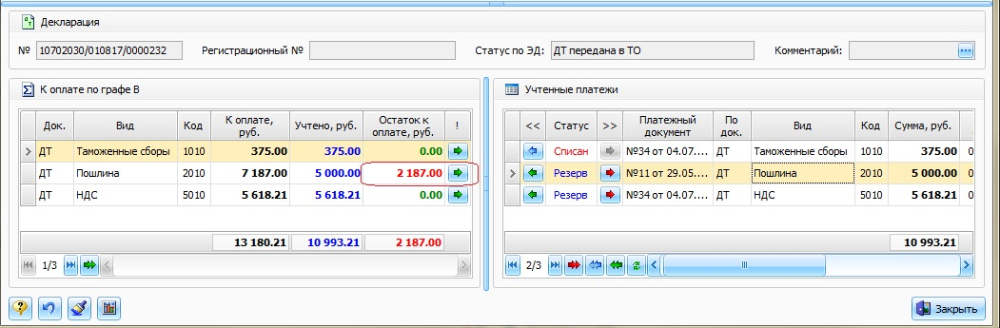 Декларация
№ 10702030/010817/0000232 Регистрационный № Статус по ЭД: ДТ передана в ТО Комментарий: ...
К оплате по графе В
Док. Вид Код К оплате, руб. Учтено, руб. Остаток к оплате, руб. !
ДТ Таможенные сборы 1010 375.00 375.00 0.00
ДТ Пошлина 2010 7 187.00 5 000.00 2 187.00
ДТ НДС 5010 5 618.21 5 618.21 0.00
13 180.21 10 993.21 2 187.00
1/3
Учтенные платежи
<< Статус >> Платежный документ По док. Вид Код Сумма, руб.
Списан №34 от 04.07.... ДТ Таможенные сборы 1010 375.00 0
Резерв №11 от 29.05.... ДТ Пошлина 2010 5 000.00 0
Резерв №34 от 04.07.... ДТ НДС 5010 5 618.21 0
10 993.21
2/3
Закрыть